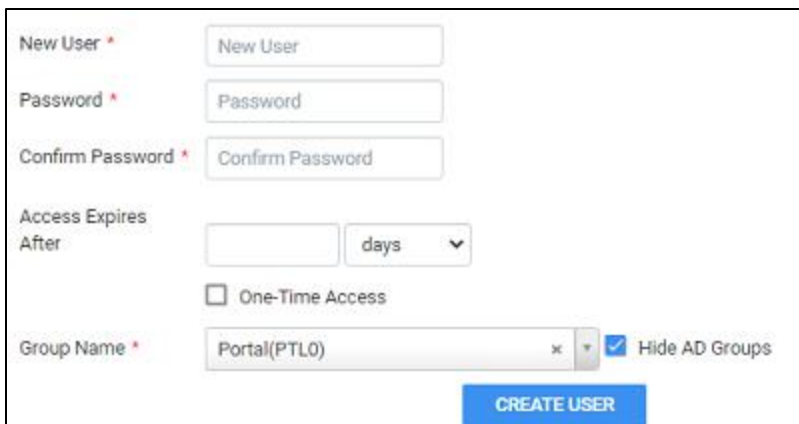 New User * New User
Password * Password
Confirm Password * Confirm Password
Access Expires
After days
One-Time Access
Group Name * Portal(PTL0) × Hide AD Groups
CREATE USER